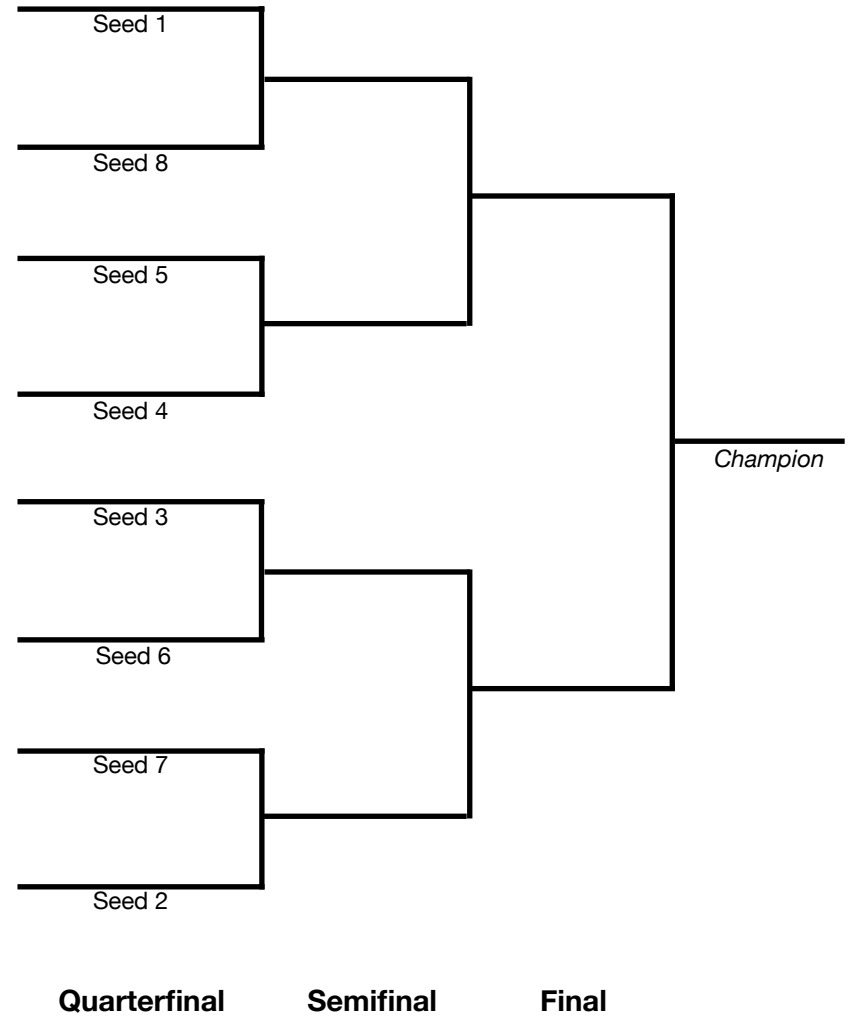 Seed 1
Seed 8
Seed 5
Seed 4
Champion
Seed 3
Seed 6
Seed 7
Seed 2
Quarterfinal Semifinal Final